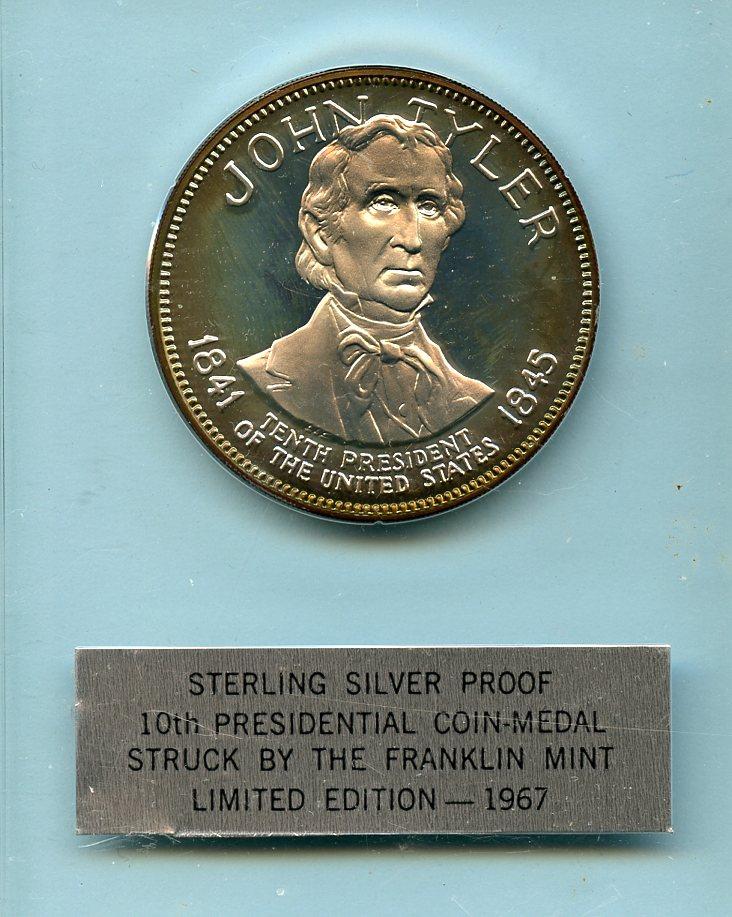 JOHN TYLER
1841
1845
TENTH PRESIDENT
OF THE UNITED STATES
STERLING SILVER PROOF
10th PRESIDENTIAL COIN-MEDAL
STRUCK BY THE FRANKLIN MINT
LIMITED EDITION — 1967